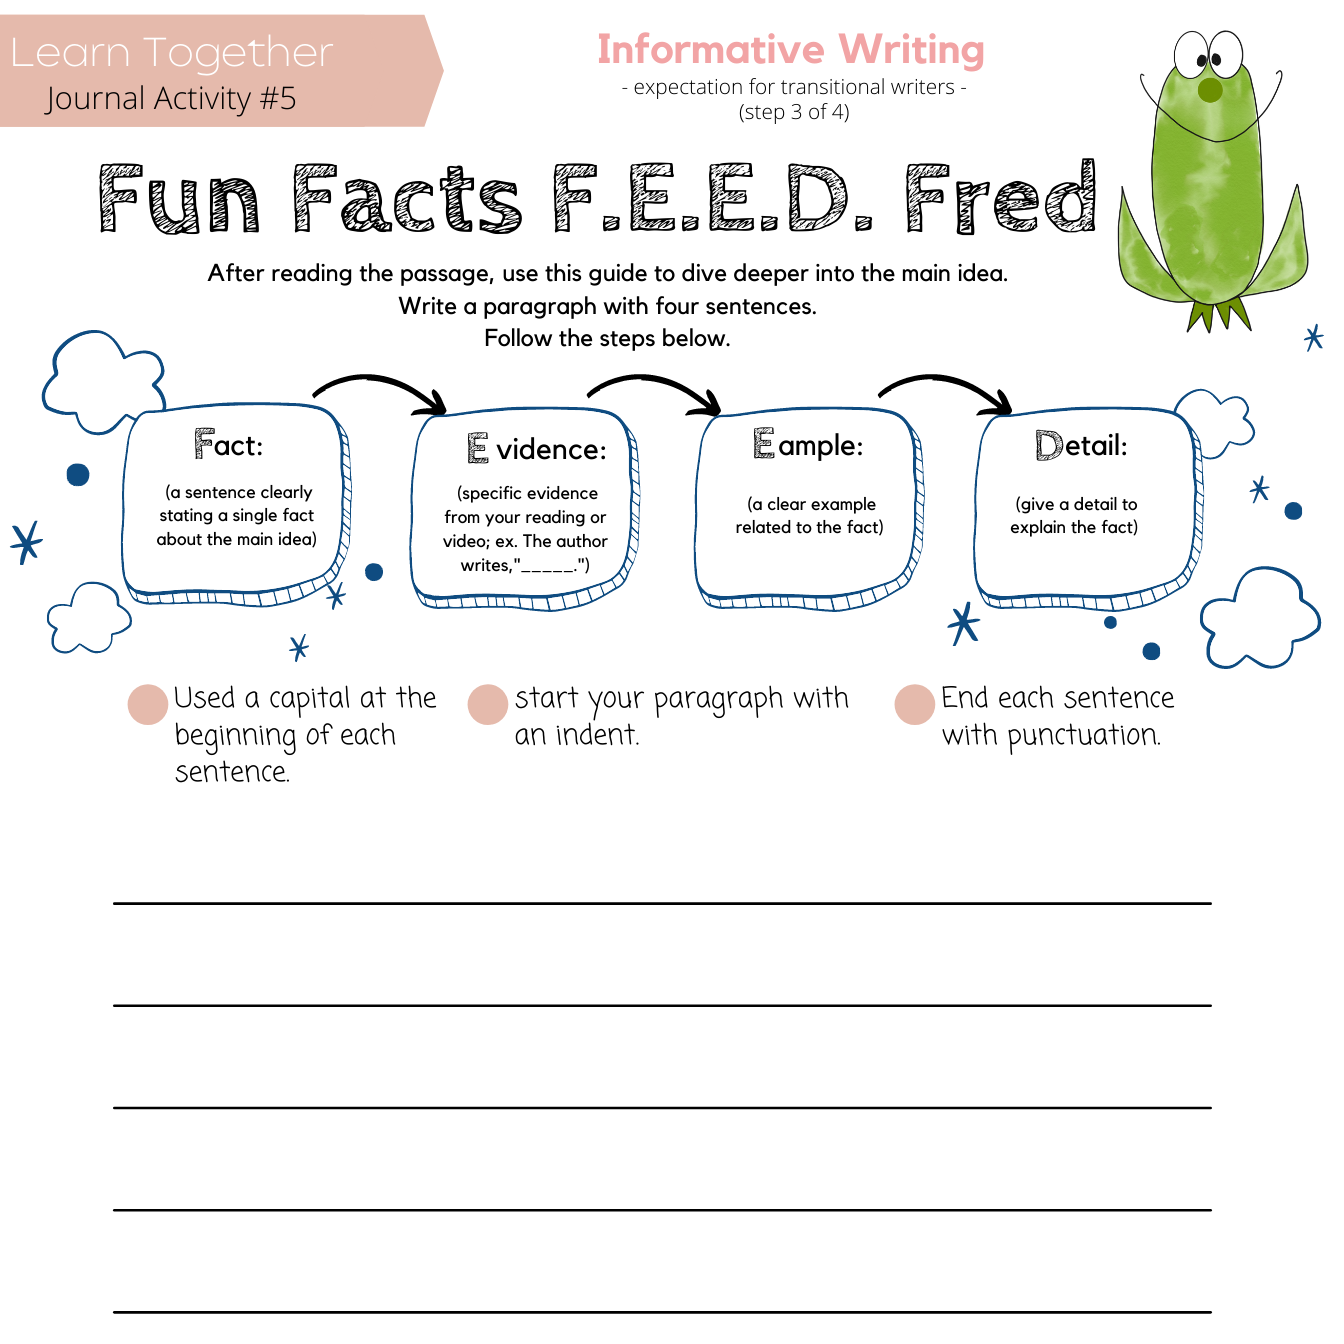 Learn Together
Journal Activity #5
Informative Writing
- expectation for transitional writers -
(step 3 of 4)
Fun Facts F.E.E.D. Fred
After reading the passage, use this guide to dive deeper into the main idea.
Write a paragraph with four sentences.
Follow the steps below.
Fact:
(a sentence clearly
stating a single fact
about the main idea)
E vidence:
(specific evidence
from your reading or
video; ex. The author
writes,"_____.")
Eample:
(a clear example
related to the fact)
Detail:
(give a detail to
explain the fact)
Used a capital at the
beginning of each
sentence.
start your paragraph with
an indent.
End each sentence
with punctuation.